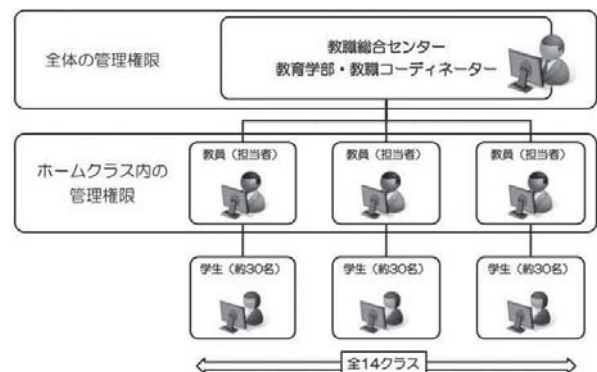 全体の管理権限
教職総合センター
教育学部・教職コーディネーター
ホームクラス内の
管理権限
教員（担当者）
教員（担当者）
教員（担当者）
学生（約30名）
学生（約30名）
学生（約30名）
全14クラス